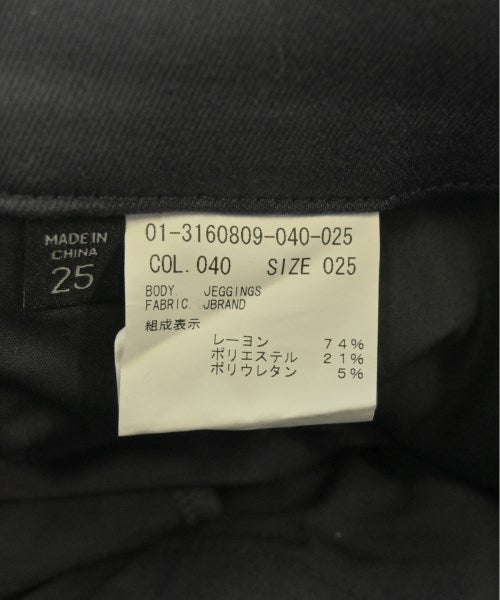 MADE IN
CHINA
25
01-3160809-040-025
COL. 040 SIZE 025
BODY. JEGGINGS
FABRIC. JBRAND
組成表示
レーヨン 74%
ポリエステル 21%
ポリウレタン 5%